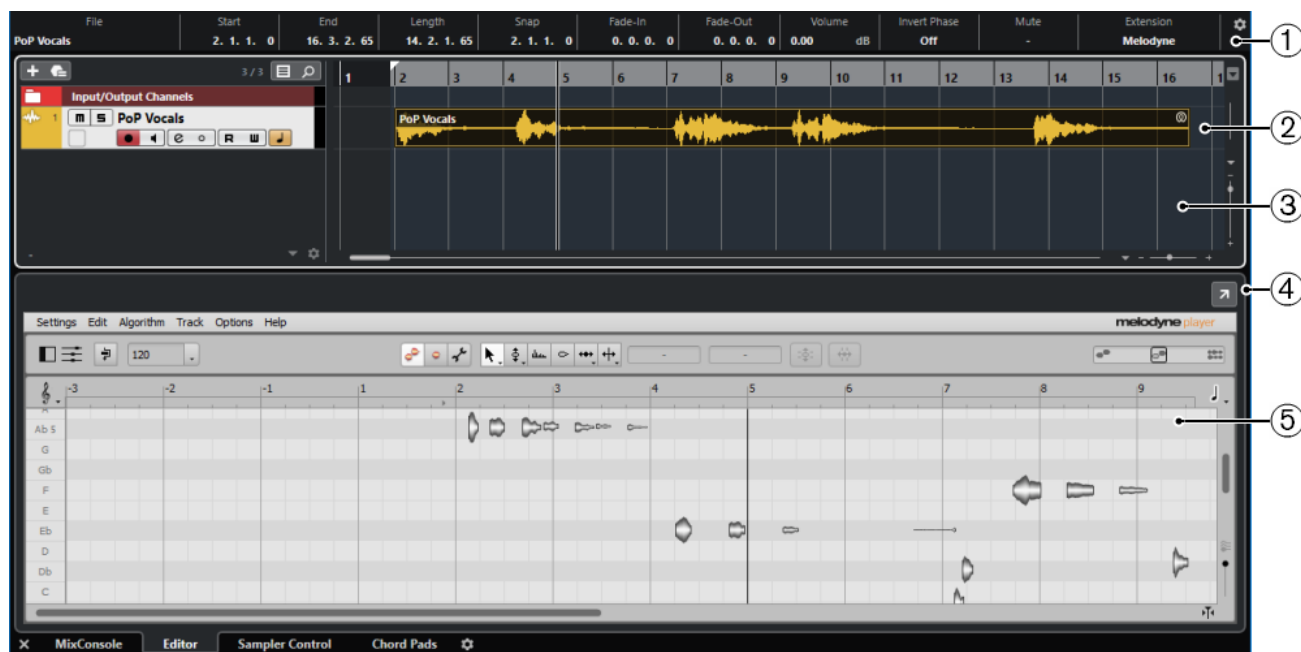 File Start End Length Snap Fade-In Fade-Out Volume Invert Phase Mute Extension
PoP Vocals 2. 1. 1. 0 16. 3. 2. 65 14. 2. 1. 65 2. 1. 1. 0 0. 0. 0. 0 0. 0. 0. 0 0.00 dB Off - Melodyne
1
3/3 1 2 3 4 5 6 7 8 9 10 11 12 13 14 15 16 1
Input/Output Channels
1 m S PoP Vocals
e R W
PoP Vocals
2
3
4
Settings Edit Algorithm Track Options Help melodyne player
120 - -
-3 -2 -1 1 2 3 4 5 6 7 8 9
A
Ab 5
5
G
Gb
F
E
Eb
D
Db
C
MixConsole Editor Sampler Control Chord Pads